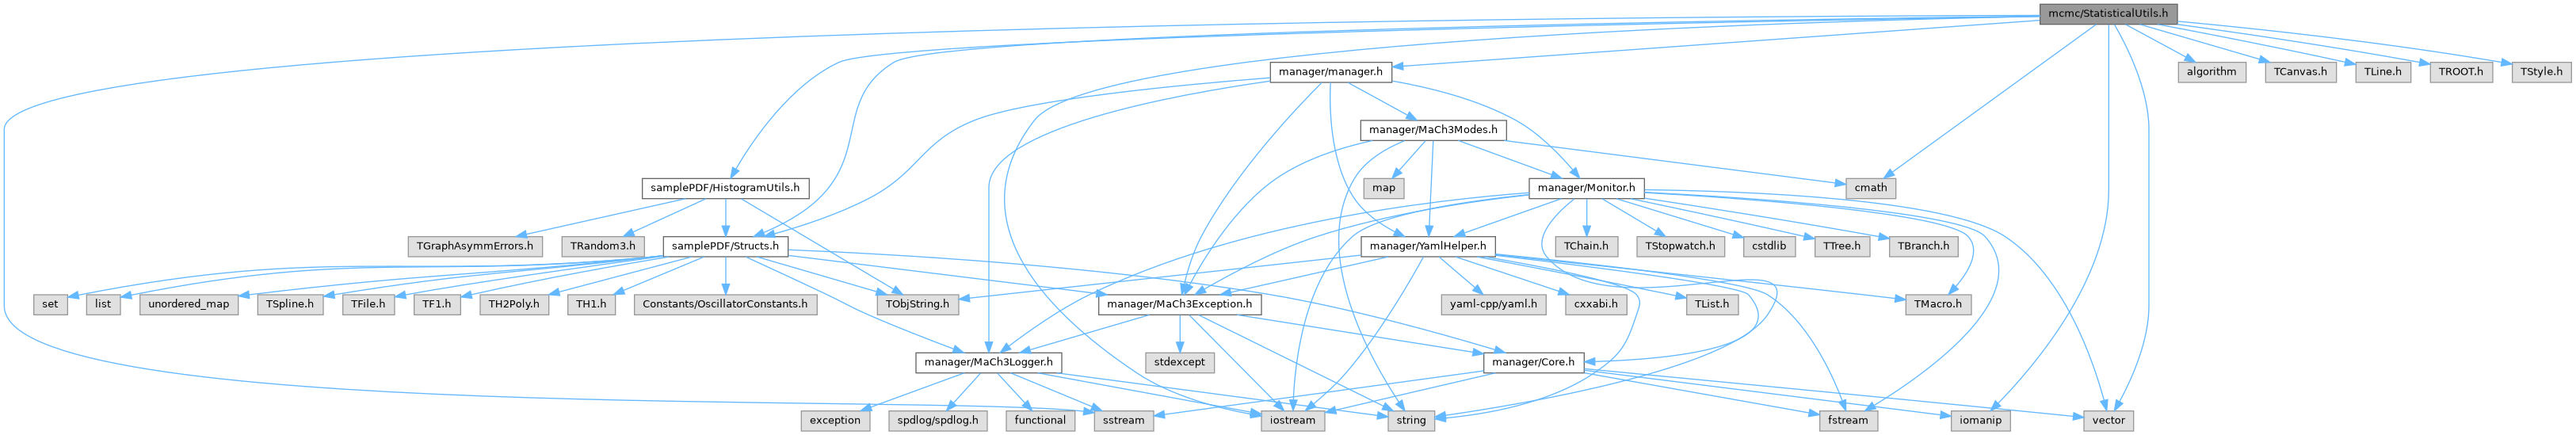 mcmc/StatisticalUtils.h
manager/manager.h
algorithm
TCanvas.h
TLine.h
TROOT.h
TStyle.h
manager/MaCh3Modes.h
samplePDF/HistogramUtils.h
map
manager/Monitor.h
cmath
TGraphAsymmErrors.h
TRandom3.h
samplePDF/Structs.h
manager/YamlHelper.h
TChain.h
TStopwatch.h
cstdlib
TTree.h
TBranch.h
set
list
unordered_map
TSpline.h
TFile.h
TF1.h
TH2Poly.h
TH1.h
Constants/OscillatorConstants.h
TObjString.h
manager/MaCh3Exception.h
yaml-cpp/yaml.h
cxxabi.h
TList.h
TMacro.h
manager/MaCh3Logger.h
stdexcept
manager/Core.h
exception
spdlog/spdlog.h
functional
sstream
iostream
string
fstream
iomanip
vector